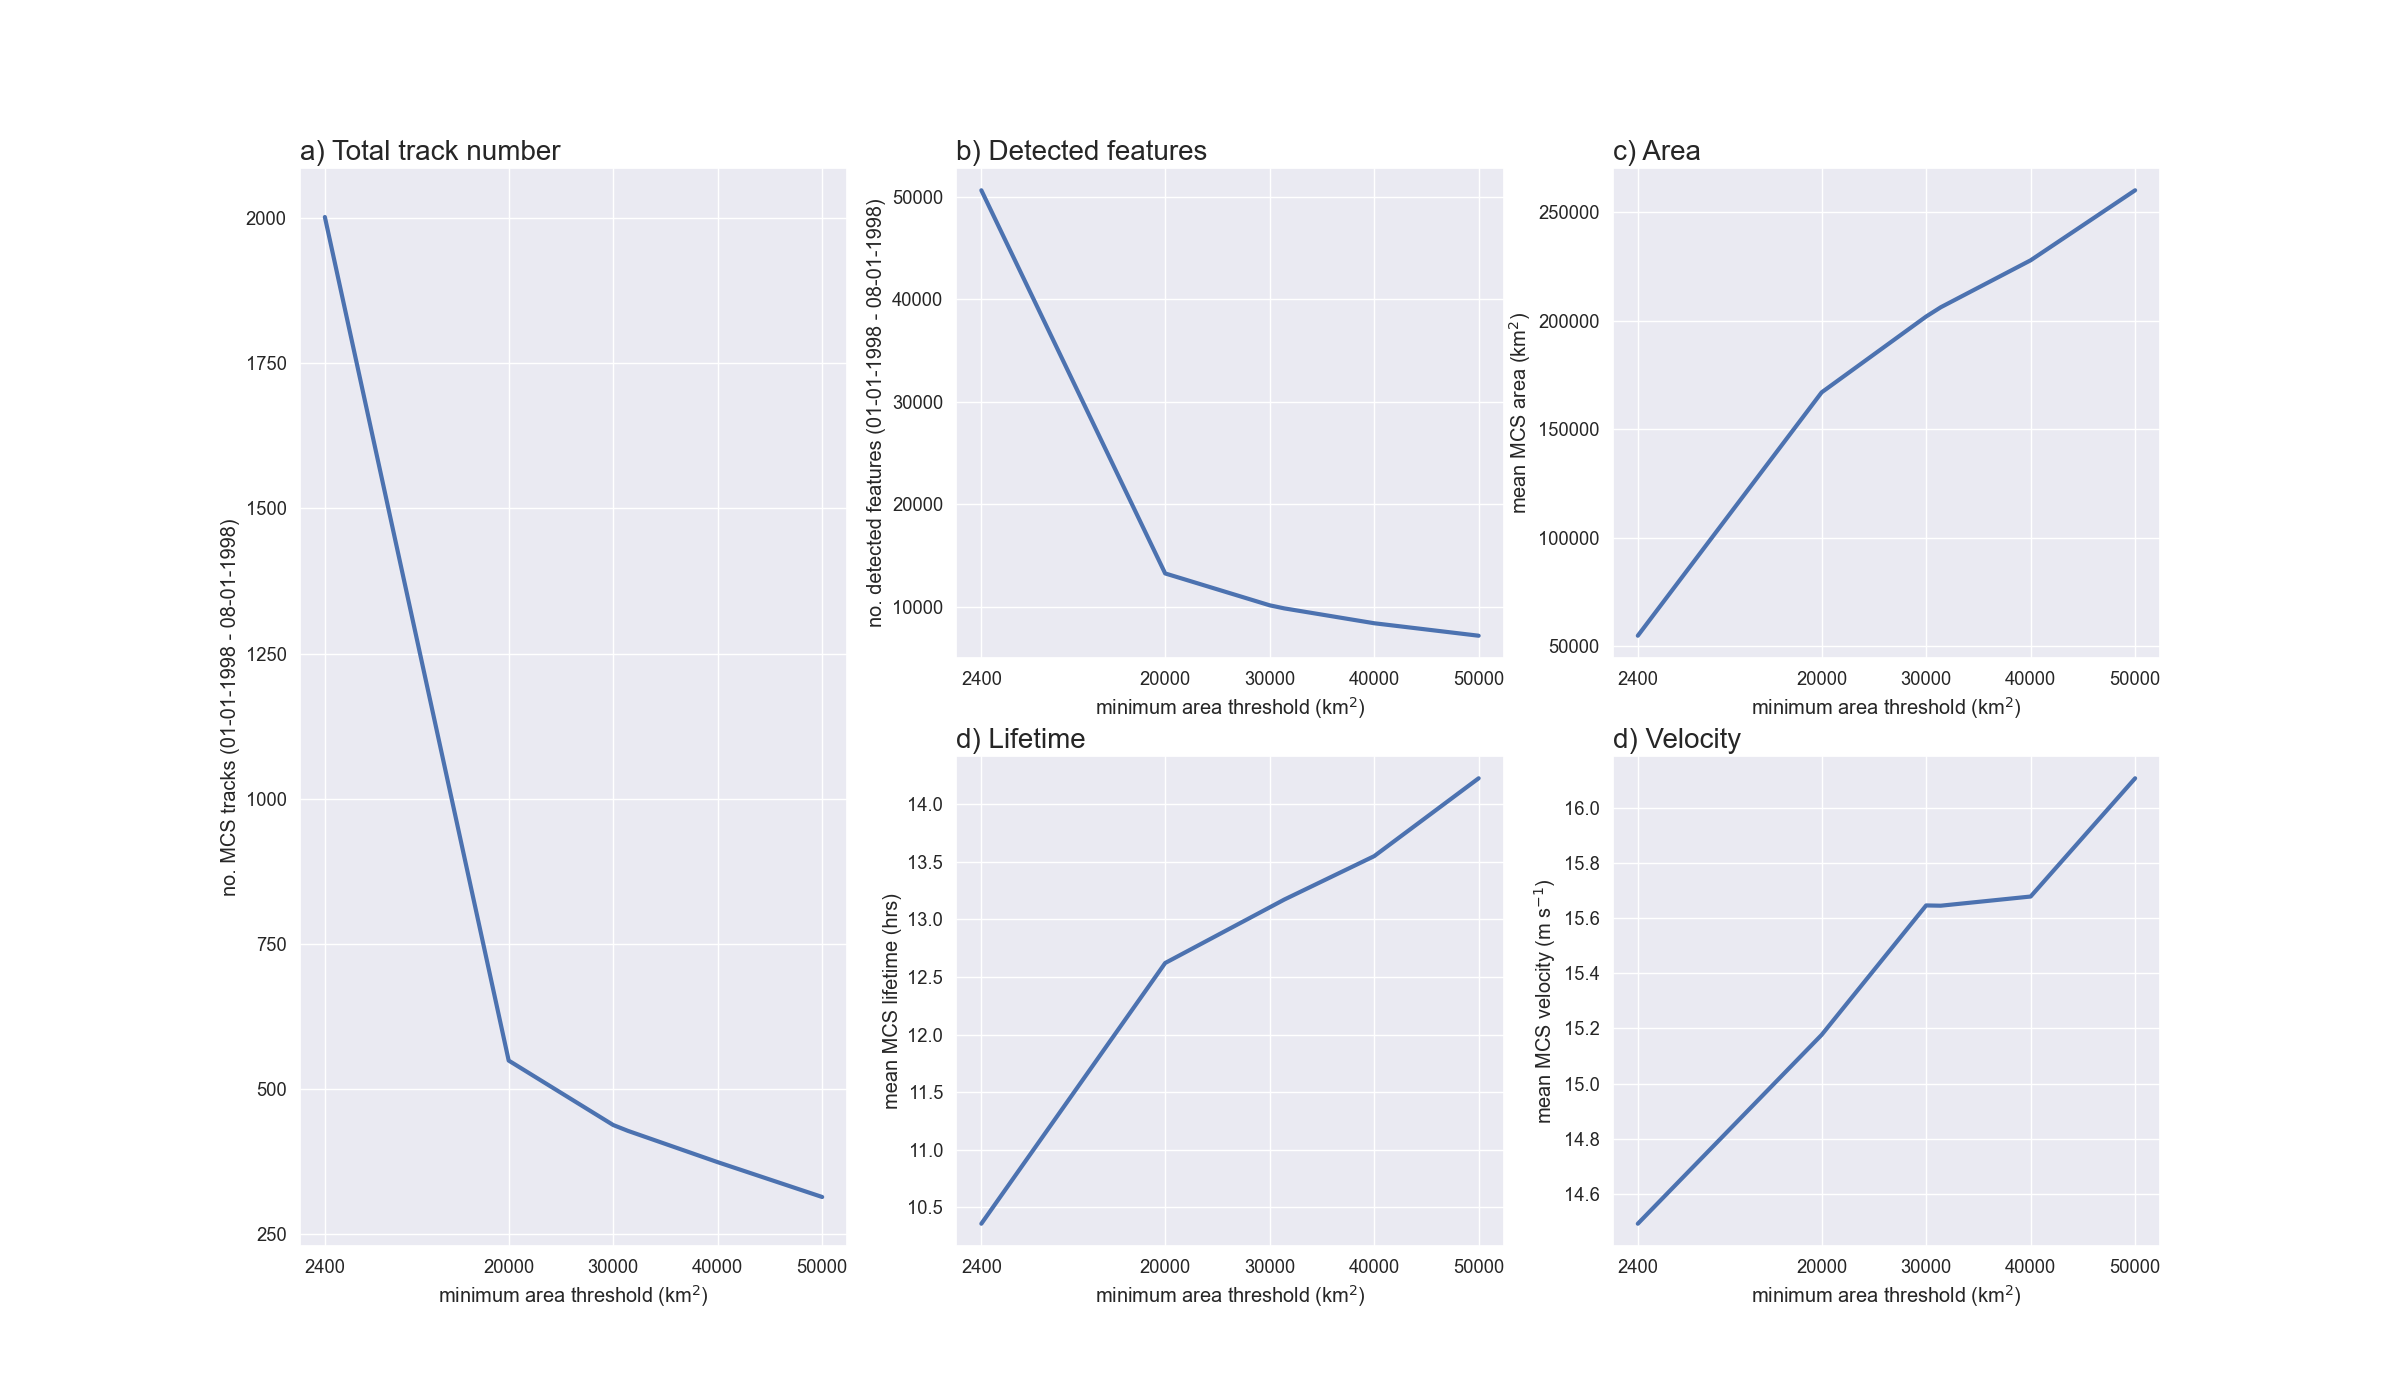 a) Total track number
no. MCS tracks (01-01-1998 - 08-01-1998)
2000
1750
1500
1250
1000
750
500
250
2400 20000 30000 40000 50000
minimum area threshold (km²)
b) Detected features
no. detected features (01-01-1998 - 08-01-1998)
50000
40000
30000
20000
10000
2400 20000 30000 40000 50000
minimum area threshold (km²)
c) Area
mean MCS area (km²)
250000
200000
150000
100000
50000
2400 20000 30000 40000 50000
minimum area threshold (km²)
d) Lifetime
mean MCS lifetime (hrs)
14.0
13.5
13.0
12.5
12.0
11.5
11.0
10.5
2400 20000 30000 40000 50000
minimum area threshold (km²)
d) Velocity
mean MCS velocity (m s⁻¹)
16.0
15.8
15.6
15.4
15.2
15.0
14.8
14.6
2400 20000 30000 40000 50000
minimum area threshold (km²)